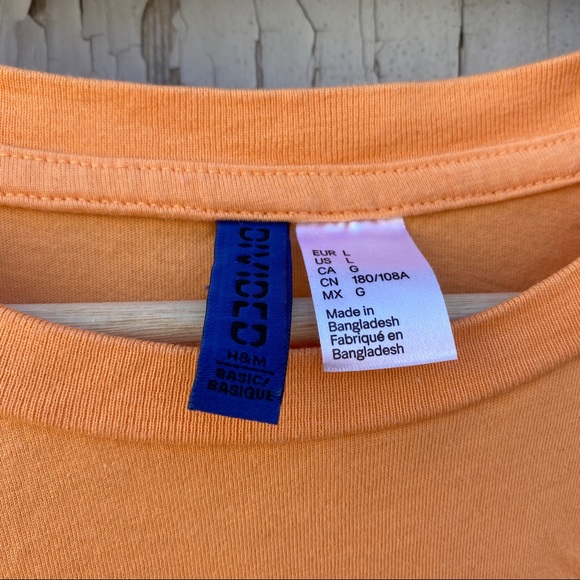 DIVIDED
H&M
BASIC/
BASIQUE
EUR L
US L
CA G
CN 180/108A
MX G
Made in
Bangladesh
Fabriqué en
Bangladesh